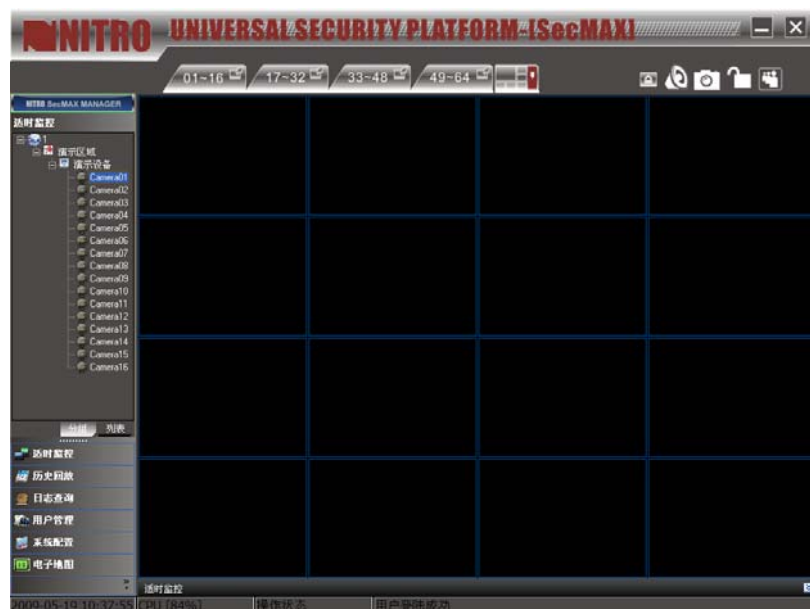 NITRO UNIVERSAL SECURITY PLATFORM-[SecMAX]
01~16 17~32 33~48 49~64
NITRO SecMAX MANAGER
适时监控
1
演示区域
演示设备
Camera01
Camera02
Camera03
Camera04
Camera05
Camera06
Camera07
Camera08
Camera09
Camera10
Camera11
Camera12
Camera13
Camera14
Camera15
Camera16
分组 列表
适时监控
历史回放
日志查询
用户管理
系统配置
电子地图
适时监控
2009-05-19 10:37:55 CPU [84%] 操作状态 用户登陆成功